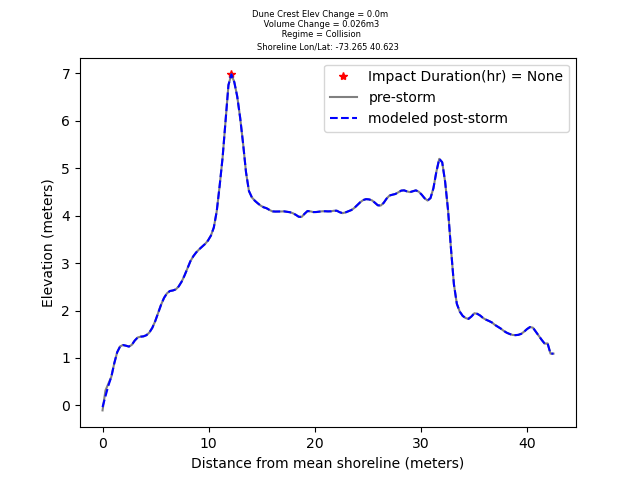 Dune Crest Elev Change = 0.0m
Volume Change = 0.026m3
Regime = Collision
Shoreline Lon/Lat: -73.265 40.623
Impact Duration(hr) = None
pre-storm
modeled post-storm
Elevation (meters)
7
6
5
4
3
2
1
0
0 10 20 30 40
Distance from mean shoreline (meters)